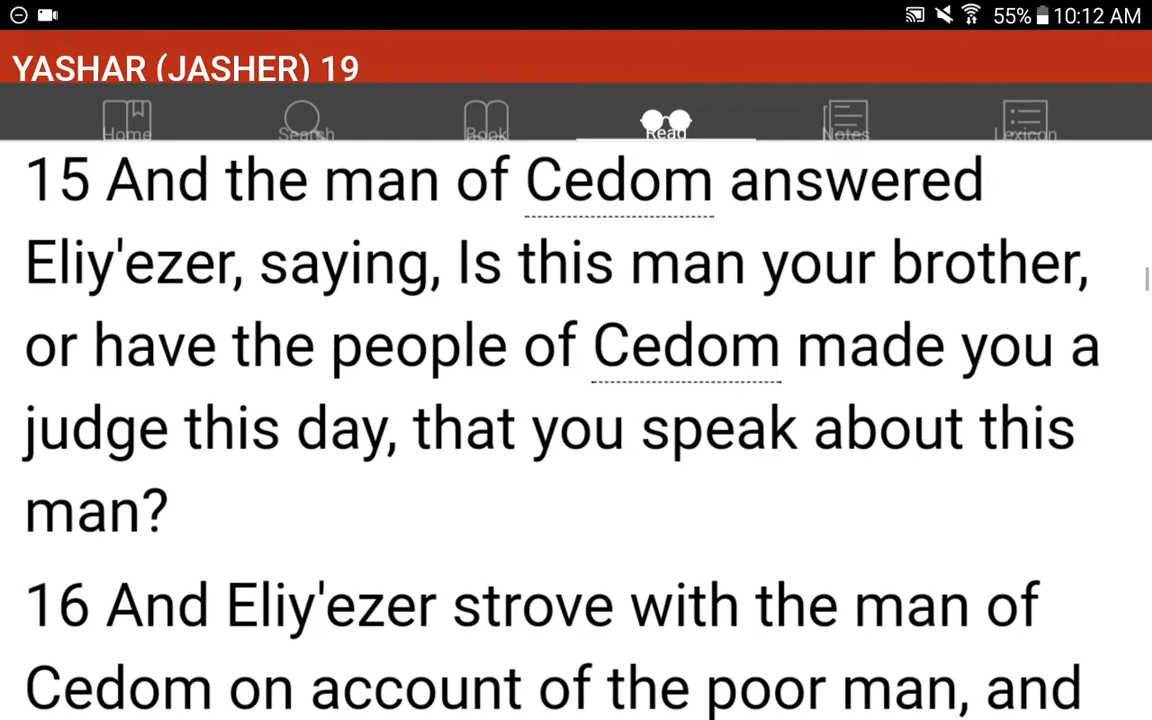 55% 10:12 AM
YASHAR (JASHER) 19
Home Search Book Read Notes Lexicon
15 And the man of Cedom answered
Eliy'ezer, saying, Is this man your brother,
or have the people of Cedom made you a
judge this day, that you speak about this
man?
16 And Eliy'ezer strove with the man of
Cedom on account of the poor man, and